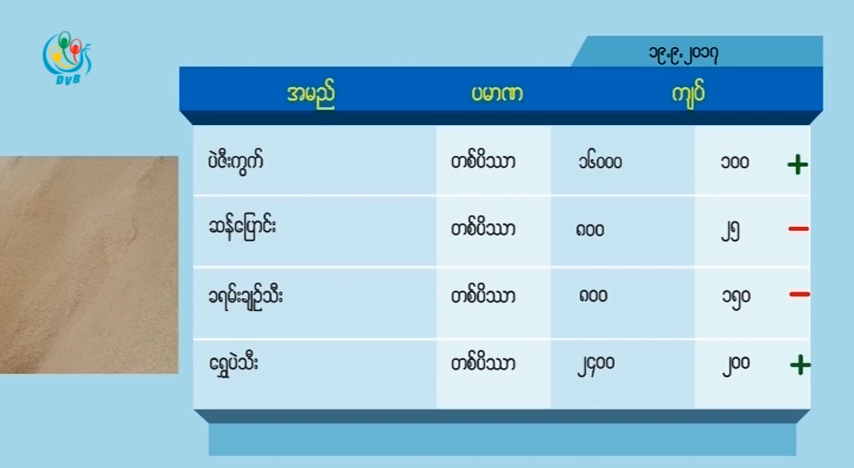 DVB
၁၉.၉.၂၀၁၇
အမည် ပမာဏ ကျပ်
ပဲဇီးကွက် တစ်ပိဿာ ၁၆၀၀၀ ၁၀၀ +
ဆန်ပြောင်း တစ်ပိဿာ ၈၀၀ ၂၅ −
ခရမ်းချဉ်သီး တစ်ပိဿာ ၈၀၀ ၁၅၀ −
ရွှေပဲသီး တစ်ပိဿာ ၂၄၀၀ ၂၀၀ +